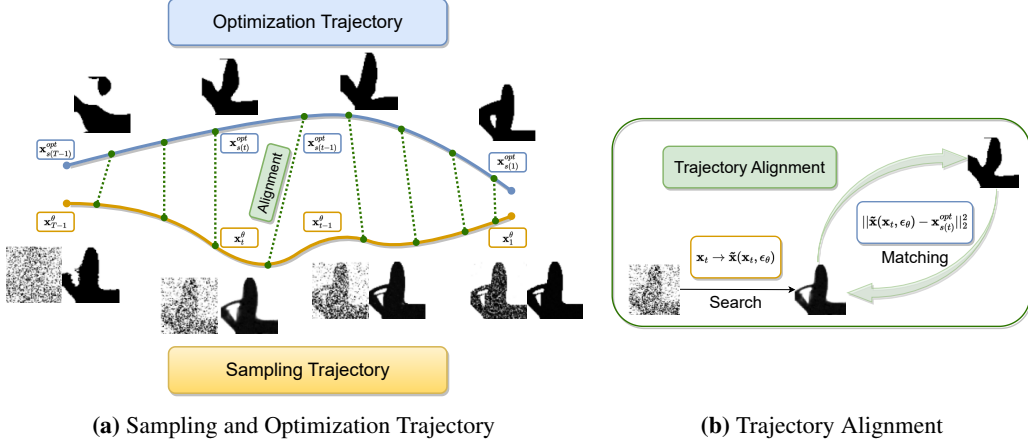 Optimization Trajectory
x^{opt}_{s(T-1)}
x^{opt}_{s(t)}
x^{opt}_{s(t-1)}
x^{opt}_{s(1)}
Alignment
x^θ_{T-1}
x^θ_t
x^θ_{t-1}
x^θ_1
Sampling Trajectory
(a) Sampling and Optimization Trajectory
Trajectory Alignment
||x̃(x_t, ϵ_θ) − x^{opt}_{s(t)}||^2_2
Matching
x_t → x̃(x_t, ϵ_θ)
Search
(b) Trajectory Alignment